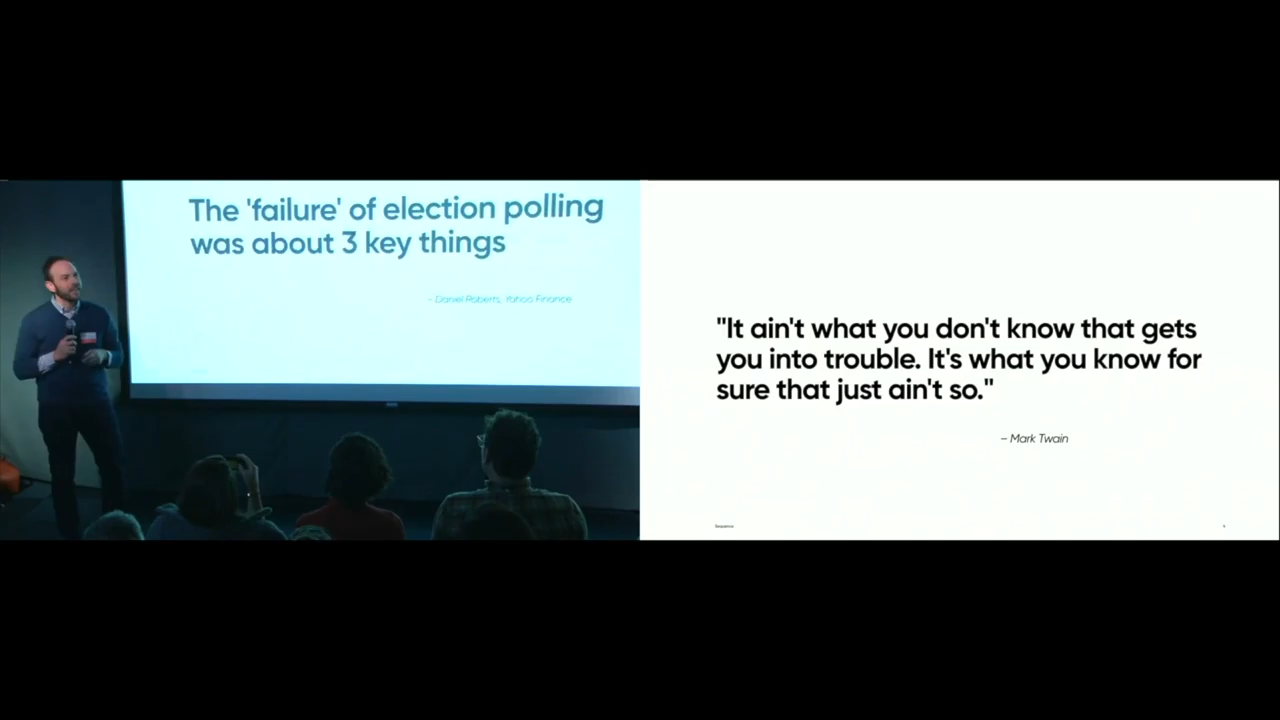 The 'failure' of election polling
was about 3 key things
– Daniel Roberts, Yahoo Finance
"It ain't what you don't know that gets
you into trouble. It's what you know for
sure that just ain't so."
– Mark Twain
Sequence